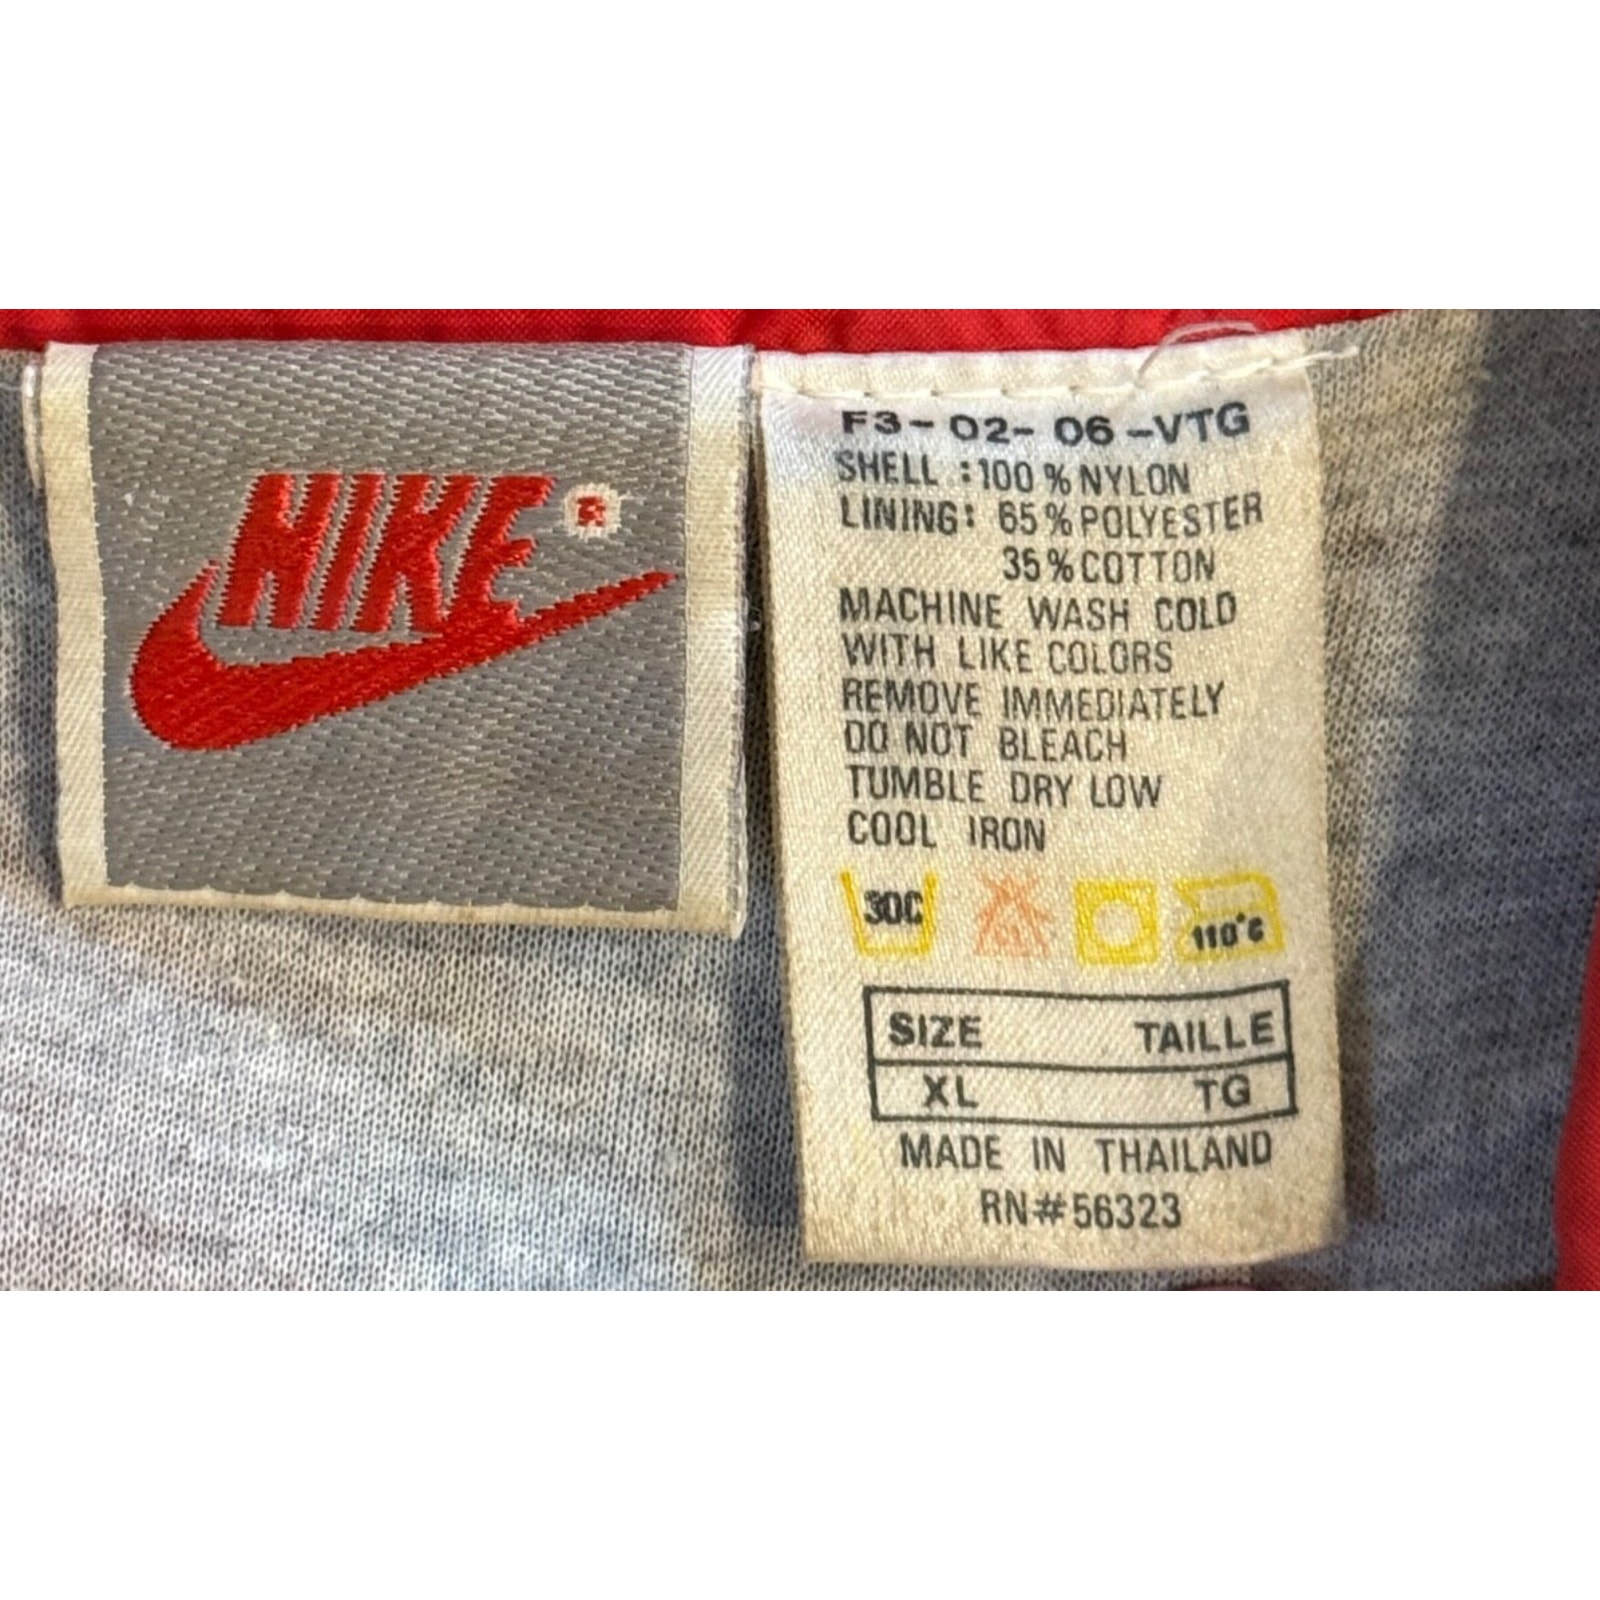 NIKE®
F3-02-06-VTG
SHELL :100%NYLON
LINING: 65%POLYESTER
35%COTTON
MACHINE WASH COLD
WITH LIKE COLORS
REMOVE IMMEDIATELY
DO NOT BLEACH
TUMBLE DRY LOW
COOL IRON
30C 110°C
SIZE TAILLE
XL TG
MADE IN THAILAND
RN#56323